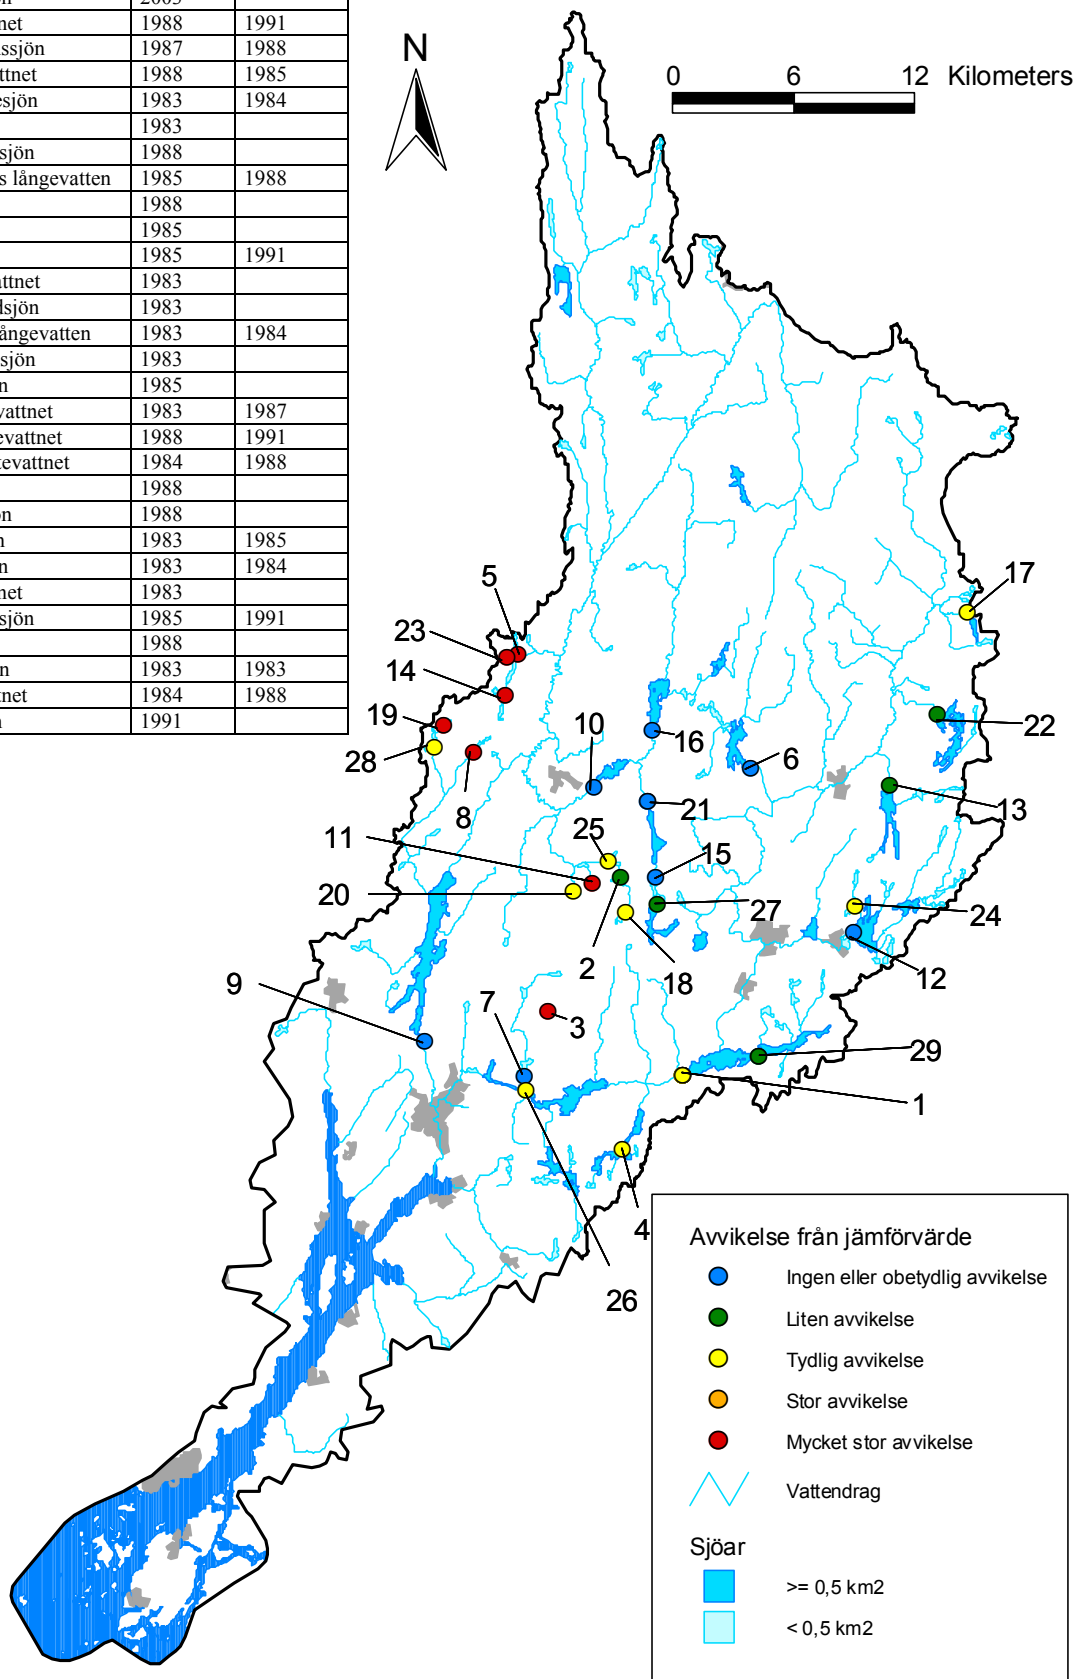 net 1988 1991
ssjön 1987 1988
ttnet 1988 1985
esjön 1983 1984
1983
sjön 1988
s långevatten 1985 1988
1988
1985
1985 1991
attnet 1983
dsjön 1983
ångevatten 1983 1984
sjön 1983
n 1985
vattnet 1983 1987
evattnet 1988 1991
tevattnet 1984 1988
1988
ön 1988
n 1983 1985
n 1983 1984
net 1983
sjön 1985 1991
1988
n 1983 1983
tnet 1984 1988
n 1991
N
0 6 12 Kilometers
5
17
23
14
19
28
8
10
16
6
22
13
21
11
25
15
20
2
18
27
24
12
9
7
3
29
1
4
26
Avvikelse från jämförvärde
Ingen eller obetydlig avvikelse
Liten avvikelse
Tydlig avvikelse
Stor avvikelse
Mycket stor avvikelse
Vattendrag
Sjöar
>= 0,5 km2
< 0,5 km2